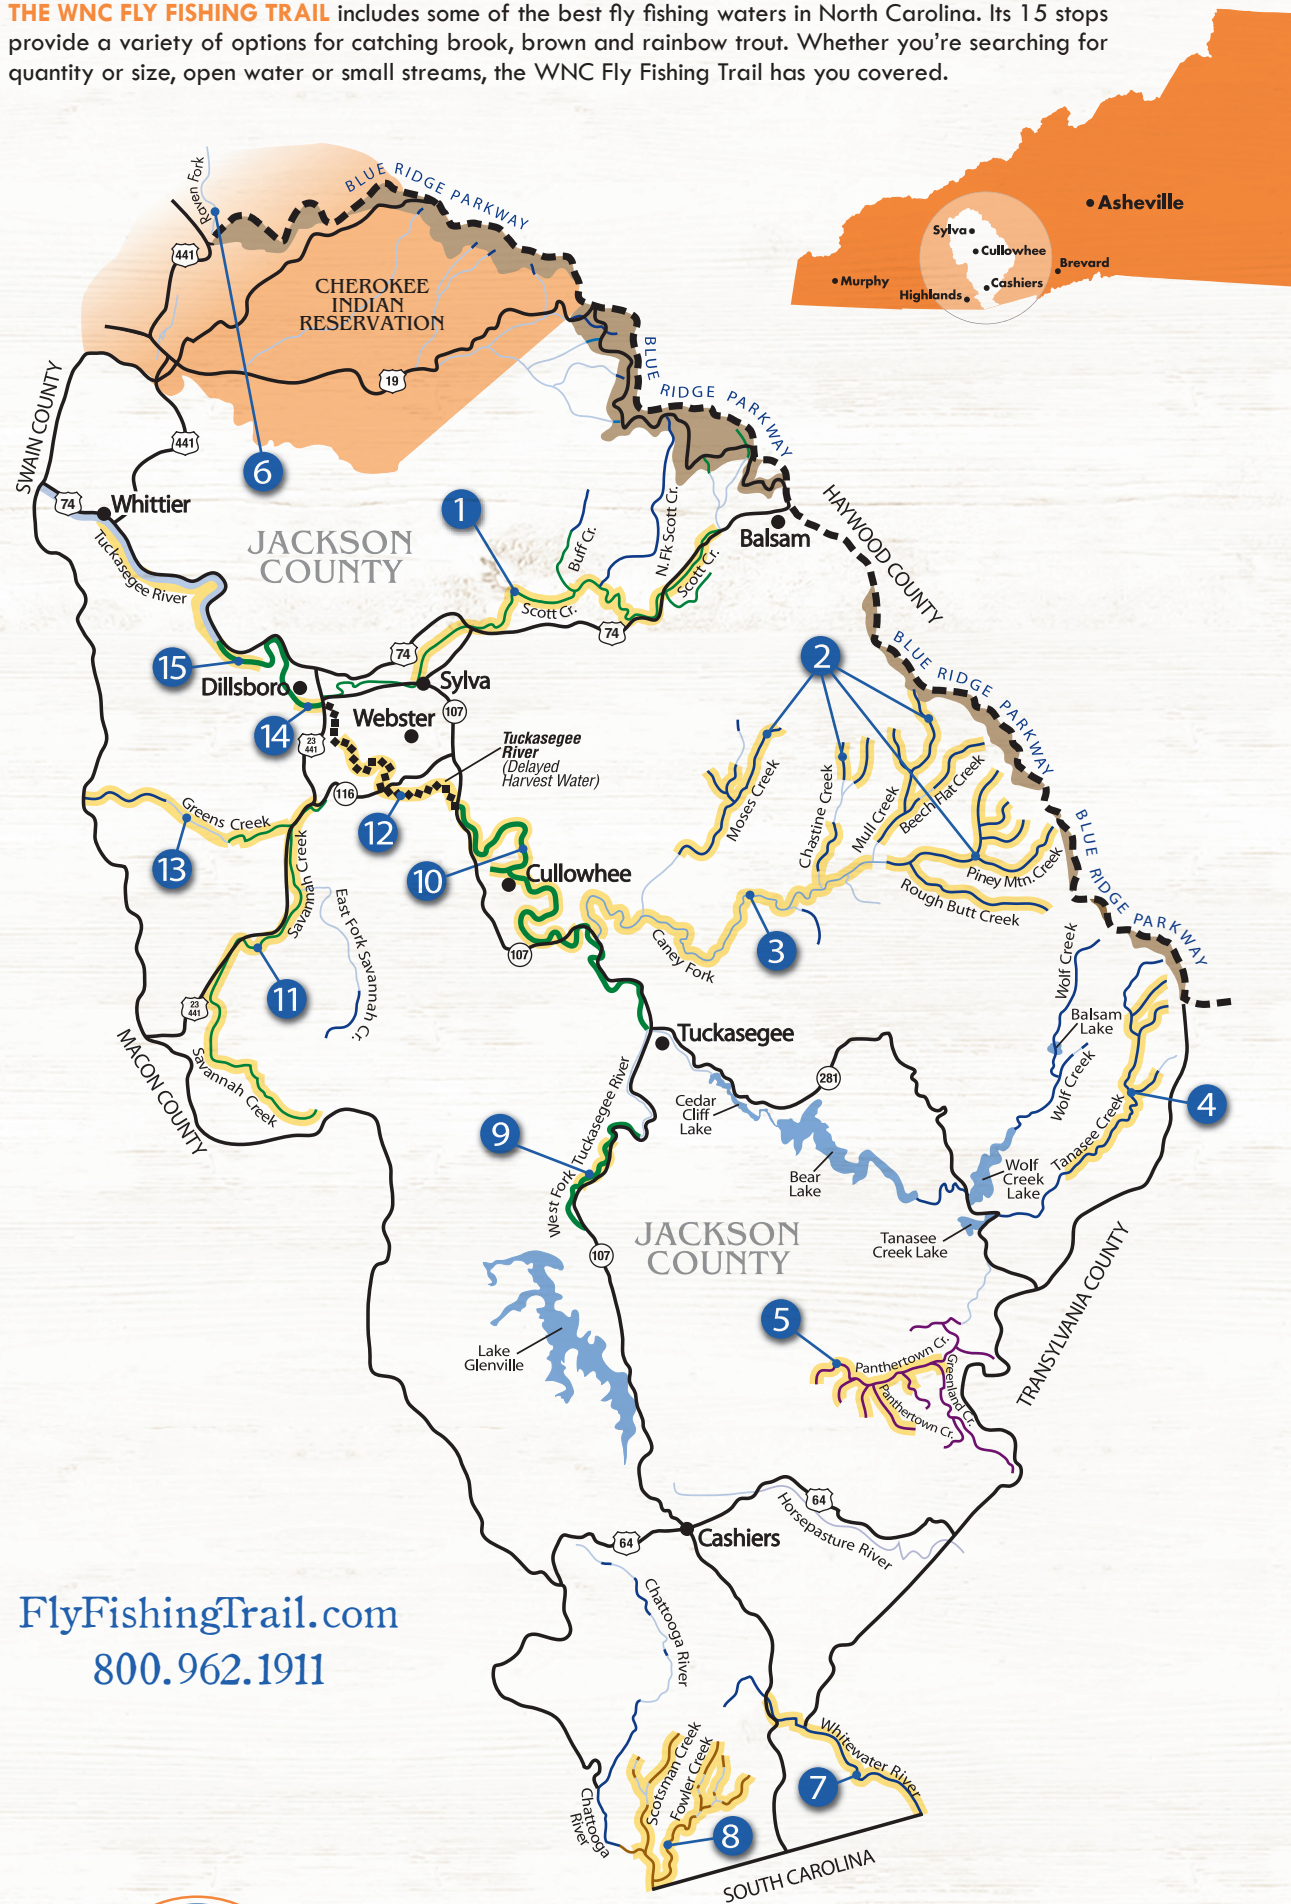 THE WNC FLY FISHING TRAIL includes some of the best fly fishing waters in North Carolina. Its 15 stops
provide a variety of options for catching brook, brown and rainbow trout. Whether you're searching for
quantity or size, open water or small streams, the WNC Fly Fishing Trail has you covered.
Asheville
Sylva
Cullowhee
Brevard
Murphy
Cashiers
Highlands
Raven Fork
BLUE RIDGE PARKWAY
441
CHEROKEE
INDIAN
RESERVATION
19
BLUE RIDGE PARKWAY
SWAIN COUNTY
441
6
74
Whittier
1
JACKSON
COUNTY
Buff Cr.
N. Fk Scott Cr.
Balsam
HAYWOOD COUNTY
Tuckasegee River
Scott Cr.
Scott Cr.
74
74
15
Dillsboro
Sylva
2
BLUE RIDGE PARKWAY
14
Webster
107
23
441
Tuckasegee
River
(Delayed
Harvest Water)
116
12
Greens Creek
13
Moses Creek
Chastine Creek
Mull Creek
Beech Flat Creek
BLUE RIDGE PARKWAY
10
Cullowhee
Savannah Creek
Piney Mtn. Creek
Rough Butt Creek
East Fork Savannah Cr.
107
Caney Fork
3
Wolf Creek
11
23
441
Balsam
Lake
MACON COUNTY
Savannah Creek
Tuckasegee
281
Cedar
Cliff
Lake
Wolf Creek
4
9
West Fork Tuckasegee River
Bear
Lake
Wolf
Creek
Lake
Tanasee Creek
JACKSON
COUNTY
107
Tanasee
Creek Lake
TRANSYLVANIA COUNTY
5
Lake
Glenville
Panthertown Cr.
Greenland Cr.
Panthertown Cr.
64
Horsepasture River
64
Cashiers
FlyFishingTrail.com
800.962.1911
Chattooga River
Whitewater River
Scotsman Creek
Fowler Creek
7
Chattooga
River
8
SOUTH CAROLINA